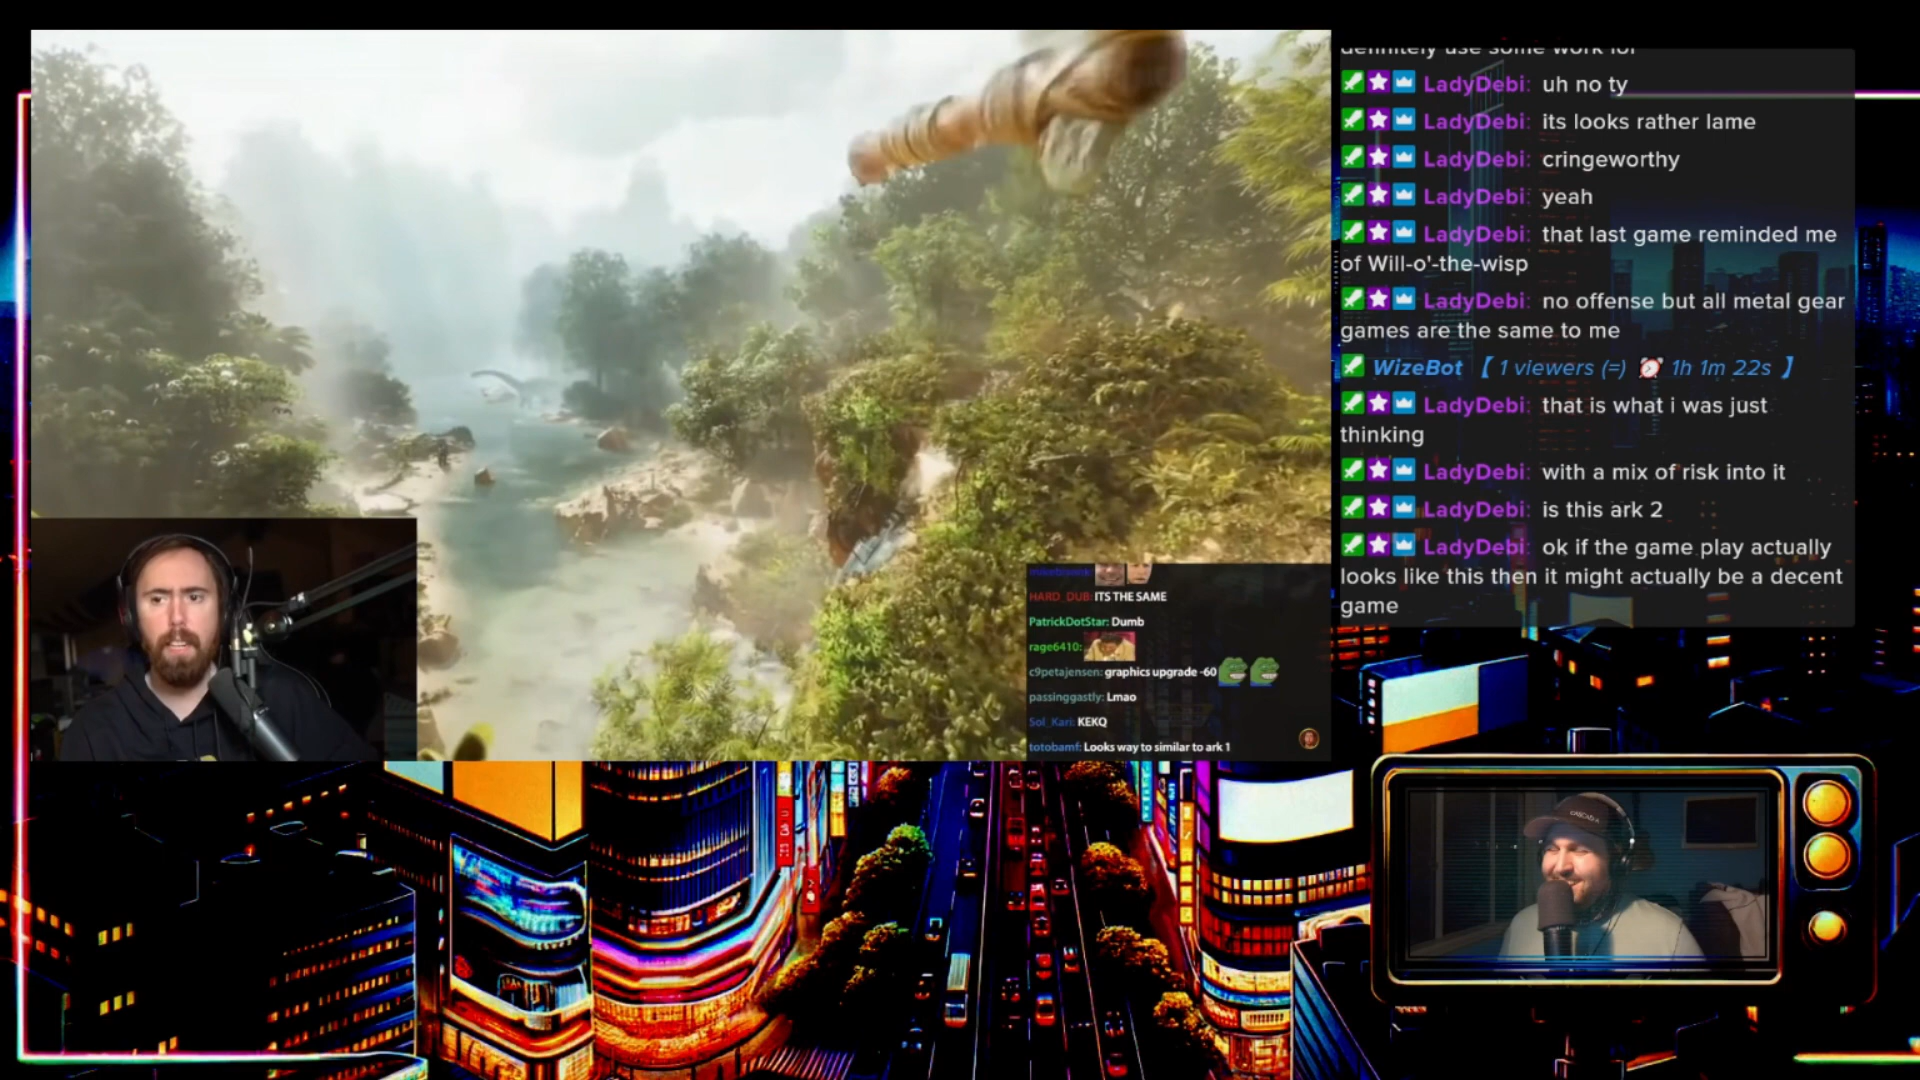 definitely use some work for
LadyDebi: uh no ty
LadyDebi: its looks rather lame
LadyDebi: cringeworthy
LadyDebi: yeah
LadyDebi: that last game reminded me
of Will-o'-the-wisp
LadyDebi: no offense but all metal gear
games are the same to me
WizeBot 【 1 viewers (=) ⏰ 1h 1m 22s 】
LadyDebi: that is what i was just
thinking
LadyDebi: with a mix of risk into it
LadyDebi: is this ark 2
LadyDebi: ok if the game play actually
looks like this then it might actually be a decent
game
HARD_DUB: ITS THE SAME
PatrickDotStar: Dumb
rage6410:
c9petajensen: graphics upgrade -60
passinggastly: Lmao
Sol_Kari: KEKQ
totobamf: Looks way to similar to ark 1